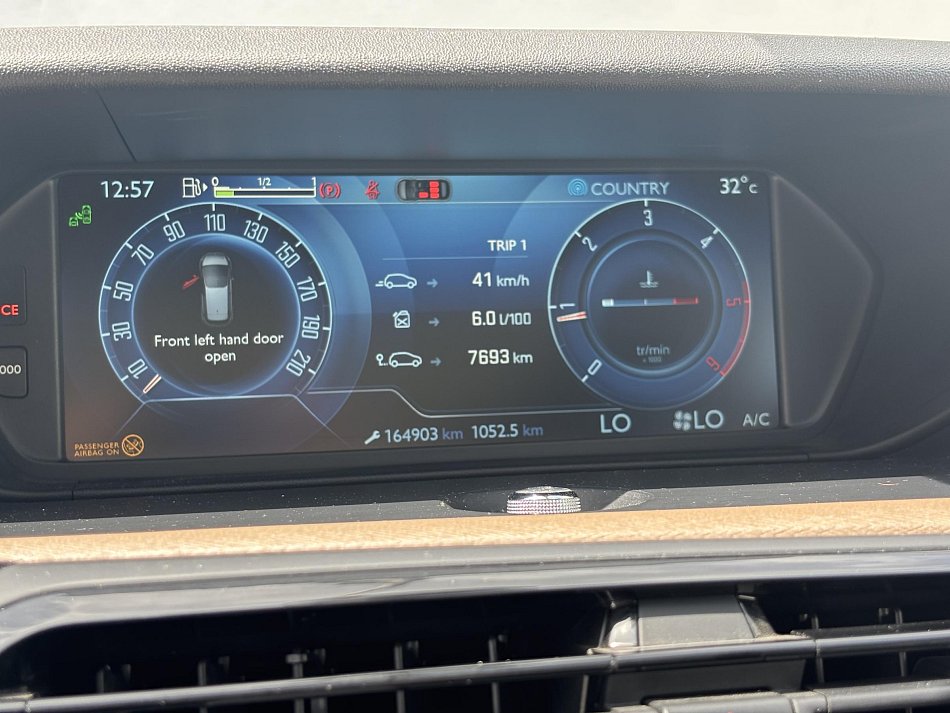 12:57
0 1/2 1
(P)
COUNTRY
32°C
10 30 50 70 90 110 130 150 170 190 210
Front left hand door
open
TRIP 1
41 km/h
6.0 l/100
7693 km
0 1 2 3 4 5 6
tr/min
x 1000
CE
000
PASSENGER
AIRBAG ON
164903 km 1052.5 km
LO
LO
A/C